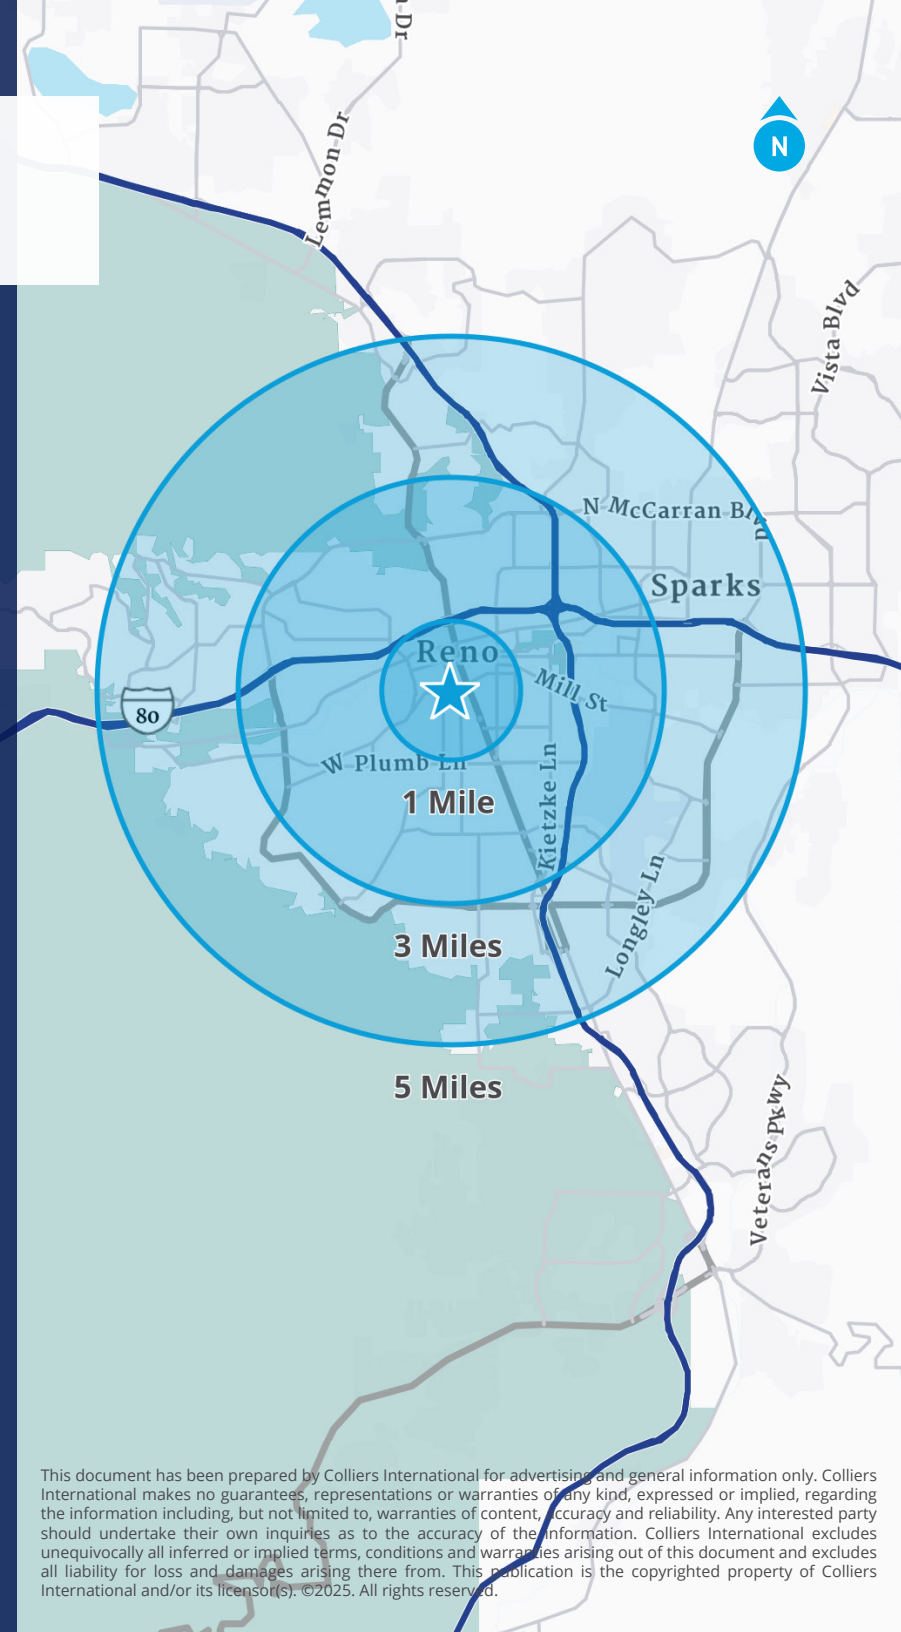 Dr
N
Lemmon Dr
Vista Blvd
N McCarran Blvd
Sparks
Reno
Mill St
80
W Plumb Ln
Kietzke Ln
1 Mile
Longley Ln
3 Miles
5 Miles
Veterans Pkwy
This document has been prepared by Colliers International for advertising and general information only. Colliers
International makes no guarantees, representations or warranties of any kind, expressed or implied, regarding
the information including, but not limited to, warranties of content, accuracy and reliability. Any interested party
should undertake their own inquiries as to the accuracy of the information. Colliers International excludes
unequivocally all inferred or implied terms, conditions and warranties arising out of this document and excludes
all liability for loss and damages arising there from. This publication is the copyrighted property of Colliers
International and/or its licensor(s). ©2025. All rights reserved.